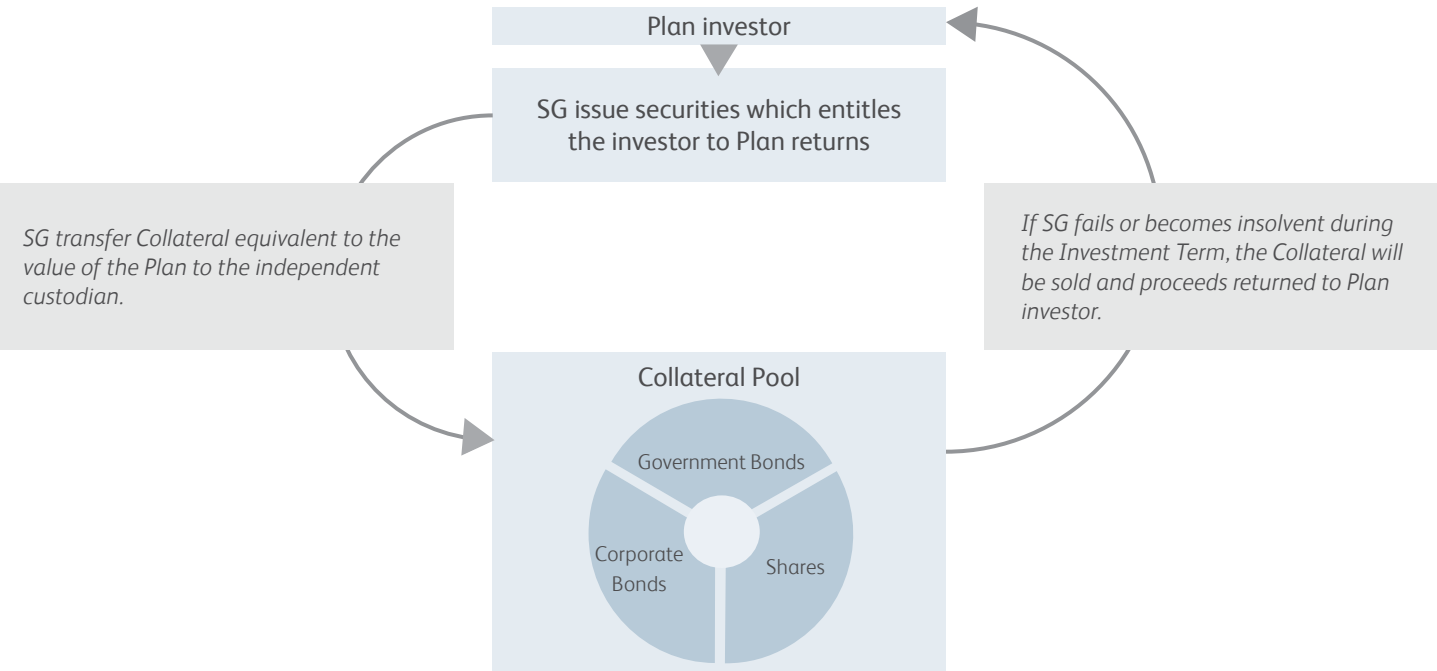 Plan investor
SG issue securities which entitles
the investor to Plan returns
SG transfer Collateral equivalent to the
value of the Plan to the independent
custodian.
If SG fails or becomes insolvent during
the Investment Term, the Collateral will
be sold and proceeds returned to Plan
investor.
Collateral Pool
Government Bonds
Corporate
Bonds
Shares